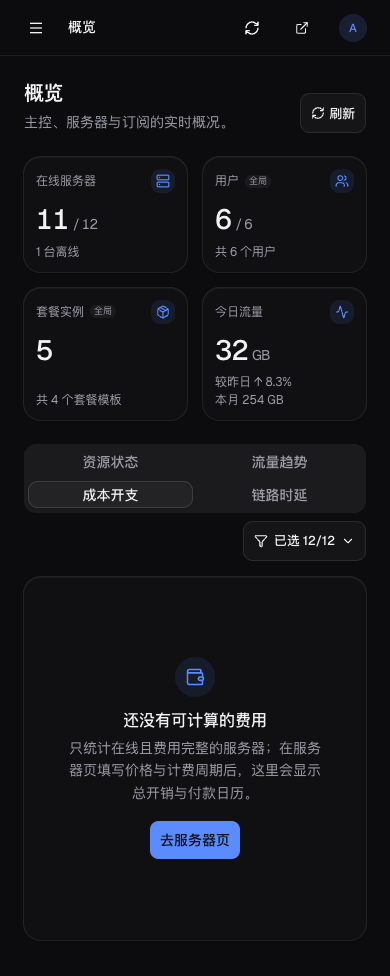 概览
A
概览
主控、服务器与订阅的实时概况。
刷新
在线服务器
11 / 12
1 台离线
用户 全局
6 / 6
共 6 个用户
套餐实例 全局
5
共 4 个套餐模板
今日流量
32 GB
较昨日 ↑ 8.3%
本月 254 GB
资源状态
流量趋势
成本开支
链路时延
已选 12/12
还没有可计算的费用
只统计在线且费用完整的服务器；在服务
器页填写价格与计费周期后，这里会显示
总开销与付款日历。
去服务器页